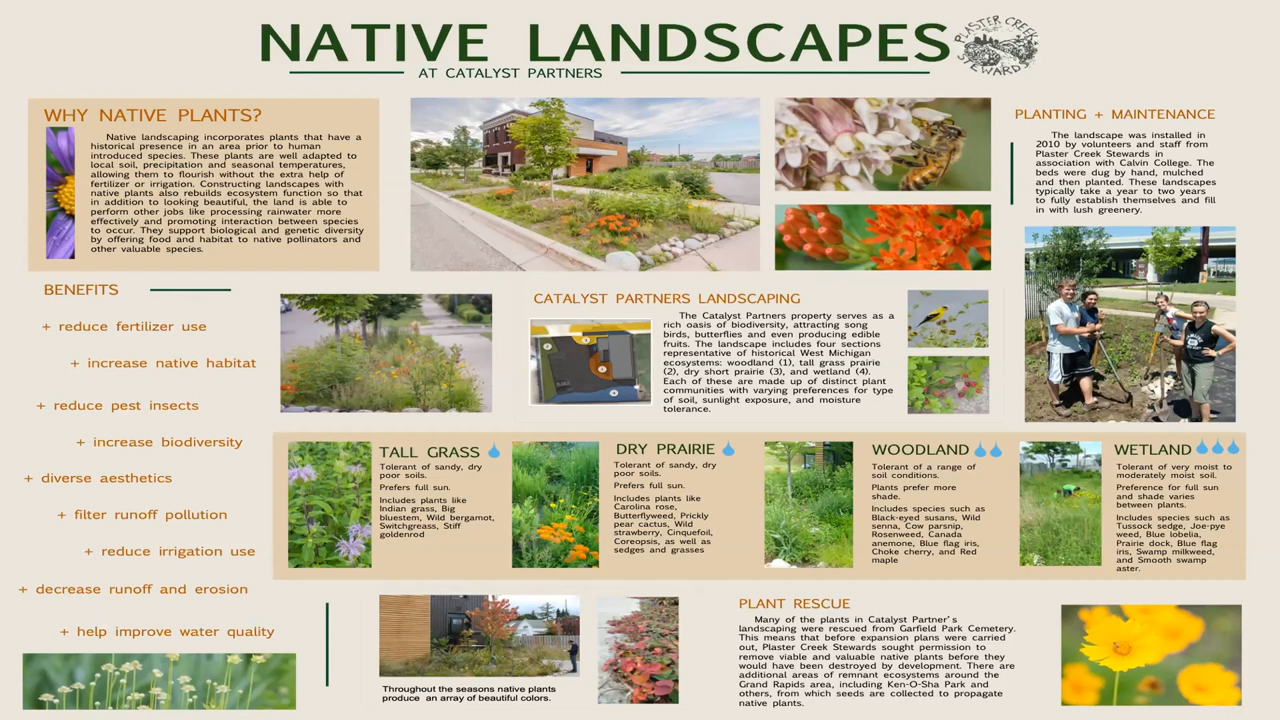 NATIVE LANDSCAPES
PLASTER CREEK
STEWARDS
AT CATALYST PARTNERS
WHY NATIVE PLANTS?
Native landscaping incorporates plants that have a
historical presence in an area prior to human
introduced species. These plants are well adapted to
local soil, precipitation and seasonal temperatures,
allowing them to flourish without the extra help of
fertilizer or irrigation. Constructing landscapes with
native plants also rebuilds ecosystem function so that
in addition to looking beautiful, the land is able to
perform other jobs like processing rainwater more
effectively and promoting interaction between species
to occur. They support biological and genetic diversity
by offering food and habitat to native pollinators and
other valuable species.
PLANTING + MAINTENANCE
The landscape was installed in
2010 by volunteers and staff from
Plaster Creek Stewards in
association with Calvin College. The
beds were dug by hand, mulched
and then planted. These landscapes
typically take a year to two years
to fully establish themselves and fill
in with lush greenery.
BENEFITS
+ reduce fertilizer use
+ increase native habitat
+ reduce pest insects
+ increase biodiversity
+ diverse aesthetics
+ filter runoff pollution
+ reduce irrigation use
+ decrease runoff and erosion
+ help improve water quality
CATALYST PARTNERS LANDSCAPING
The Catalyst Partners property serves as a
rich oasis of biodiversity, attracting song
birds, butterflies and even producing edible
fruits. The landscape includes four sections
representative of historical West Michigan
ecosystems: woodland (1), tall grass prairie
(2), dry short prairie (3), and wetland (4).
Each of these are made up of distinct plant
communities with varying preferences for type
of soil, sunlight exposure, and moisture
tolerance.
TALL GRASS
Tolerant of sandy, dry
poor soils.
Prefers full sun.
Includes plants like
Indian grass, Big
bluestem, Wild bergamot,
Switchgreass, Stiff
goldenrod
DRY PRAIRIE
Tolerant of sandy, dry
poor soils.
Prefers full sun.
Includes plants like
Carolina rose,
Butterflyweed, Prickly
pear cactus, Wild
strawberry, Cinquefoil,
Coreopsis, as well as
sedges and grasses
WOODLAND
Tolerant of a range of
soil conditions.
Plants prefer more
shade.
Includes species such as
Black-eyed susans, Wild
senna, Cow parsnip,
Rosenweed, Canada
anemone, Blue flag iris,
Choke cherry, and Red
maple
WETLAND
Tolerant of very moist to
moderately moist soil.
Preference for full sun
and shade varies
between plants.
Includes species such as
Tussock sedge, Joe-pye
weed, Blue lobelia,
Prairie dock, Blue flag
iris, Swamp milkweed,
and Smooth swamp
aster.
Throughout the seasons native plants
produce an array of beautiful colors.
PLANT RESCUE
Many of the plants in Catalyst Partner's
landscaping were rescued from Garfield Park Cemetery.
This means that before expansion plans were carried
out, Plaster Creek Stewards sought permission to
remove viable and valuable native plants before they
would have been destroyed by development. There are
additional areas of remnant ecosystems around the
Grand Rapids area, including Ken-O-Sha Park and
others, from which seeds are collected to propagate
native plants.